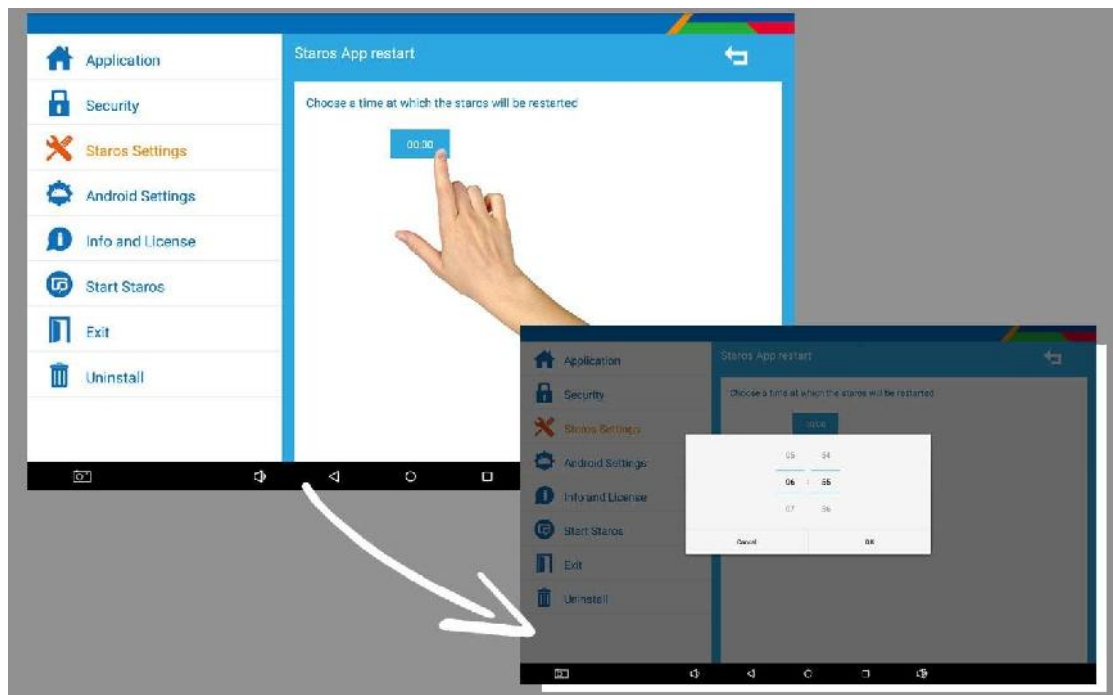 Staros App restart
Application
Security
Staros Settings
Android Settings
Info and License
Start Staros
Exit
Uninstall
Choose a time at which the staros will be restarted
00:00
Staros App restart
Application
Security
Staros Settings
Android Settings
Info and License
Start Staros
Exit
Uninstall
Choose a time at which the staros will be restarted
00:00
05 54
06 : 55
07 56
Cancel OK